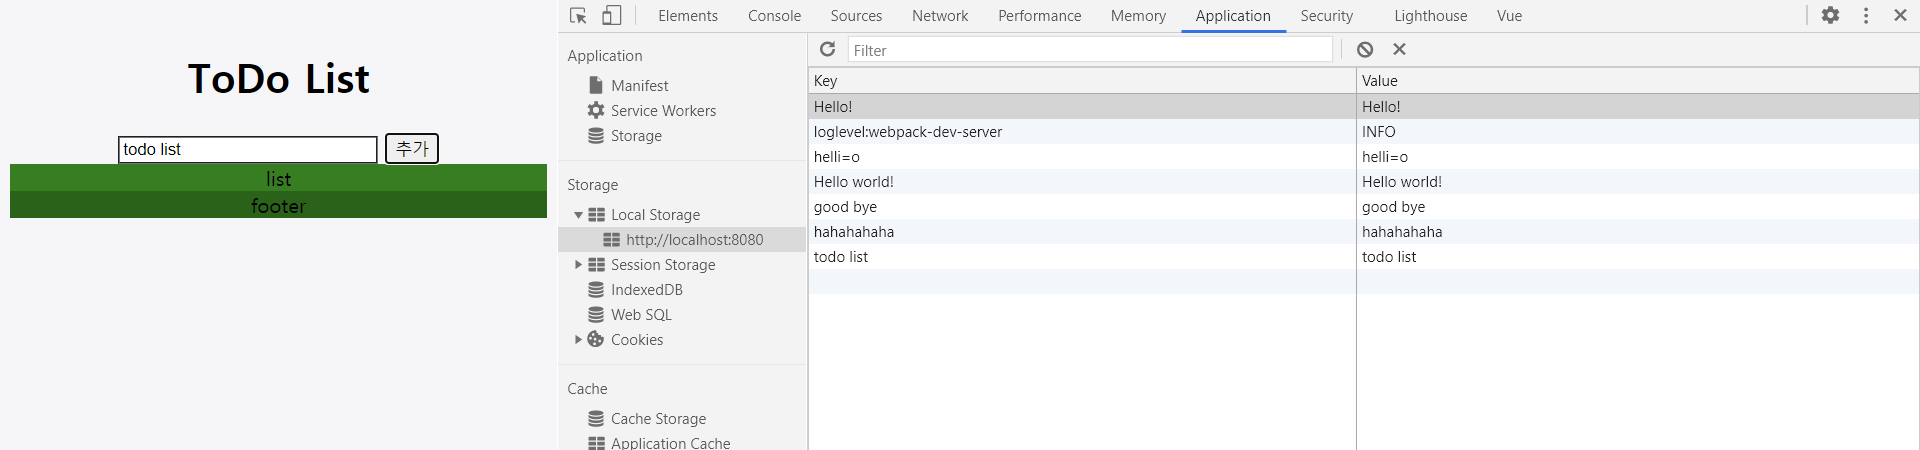 ToDo List
todo list 추가
list
footer
Elements Console Sources Network Performance Memory Application Security Lighthouse Vue
Application
Manifest
Service Workers
Storage
Storage
Local Storage
http://localhost:8080
Session Storage
IndexedDB
Web SQL
Cookies
Cache
Cache Storage
Application Cache
Filter
Key Value
Hello! Hello!
loglevel:webpack-dev-server INFO
helli=o helli=o
Hello world! Hello world!
good bye good bye
hahahahaha hahahahaha
todo list todo list